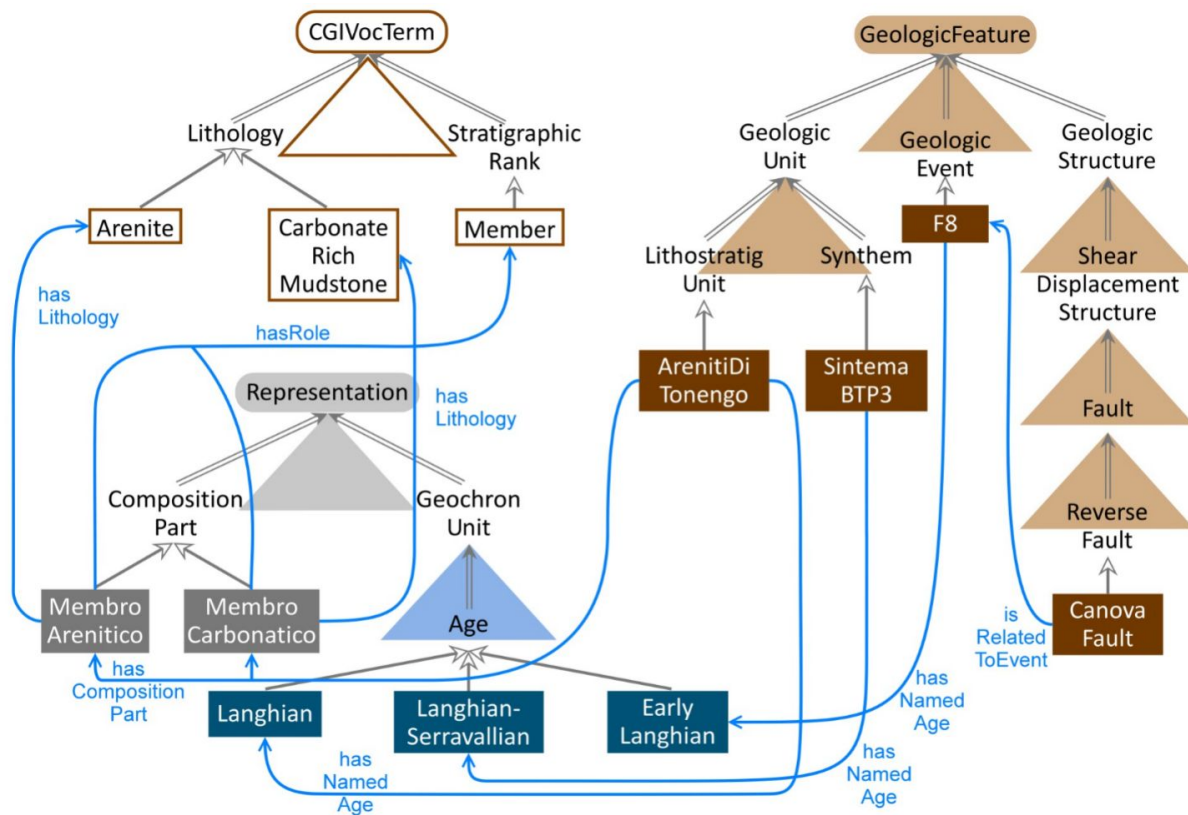 CGIVocTerm
GeologicFeature
Lithology
Stratigraphic
Rank
Geologic
Unit
Geologic
Event
Geologic
Structure
Arenite
Carbonate
Rich
Mudstone
Member
F8
Lithostratig
Unit
Synthem
Shear
Displacement
Structure
has
Lithology
hasRole
ArenitiDi
Tonengo
Sintema
BTP3
Representation
has
Lithology
Fault
Composition
Part
Geochron
Unit
Reverse
Fault
Membro
Arenitico
Membro
Carbonatico
Age
is
Related
ToEvent
Canova
Fault
has
Composition
Part
Langhian
Langhian-
Serravallian
Early
Langhian
has
Named
Age
has
Named
Age
has
Named
Age